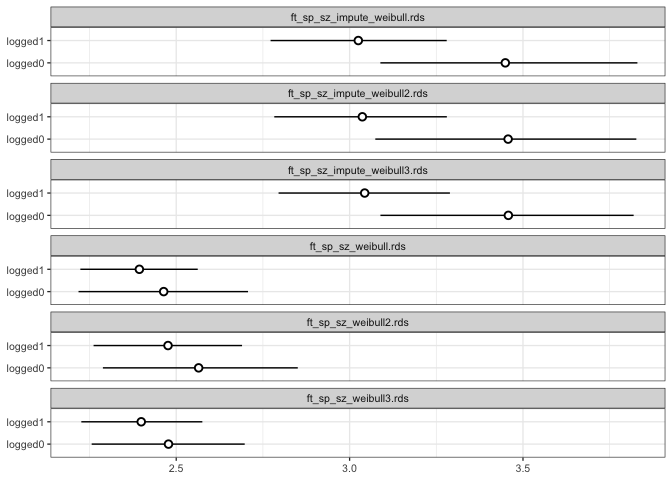 ft_sp_sz_impute_weibull.rds
logged1
logged0
ft_sp_sz_impute_weibull2.rds
logged1
logged0
ft_sp_sz_impute_weibull3.rds
logged1
logged0
ft_sp_sz_weibull.rds
logged1
logged0
ft_sp_sz_weibull2.rds
logged1
logged0
ft_sp_sz_weibull3.rds
logged1
logged0
2.5 3.0 3.5